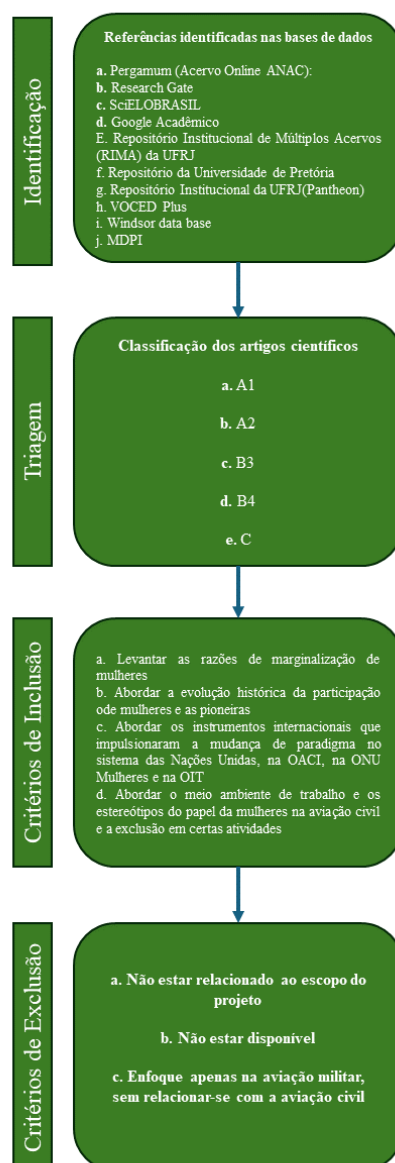 Identificação
Referências identificadas nas bases de dados
a. Pergamum (Acervo Online ANAC):
b. Research Gate
c. SciELOBRASIL
d. Google Acadêmico
E. Repositório Institucional de Múltiplos Acervos
(RIMA) da UFRJ
f. Repositório da Universidade de Pretória
g. Repositório Institucional da UFRJ(Pantheon)
h. VOCED Plus
i. Windsor data base
j. MDPI
Triagem
Classificação dos artigos científicos
a. A1
b. A2
c. B3
d. B4
e. C
Critérios de Inclusão
a. Levantar as razões de marginalização de
mulheres
b. Abordar a evolução histórica da participação
ode mulheres e as pioneiras
c. Abordar os instrumentos internacionais que
impulsionaram a mudança de paradigma no
sistema das Nações Unidas, na OACI, na ONU
Mulheres e na OIT
d. Abordar o meio ambiente de trabalho e os
estereótipos do papel da mulheres na aviação civil
e a exclusão em certas atividades
Critérios de Exclusão
a. Não estar relacionado ao escopo do
projeto
b. Não estar disponível
c. Enfoque apenas na aviação militar,
sem relacionar-se com a aviação civil